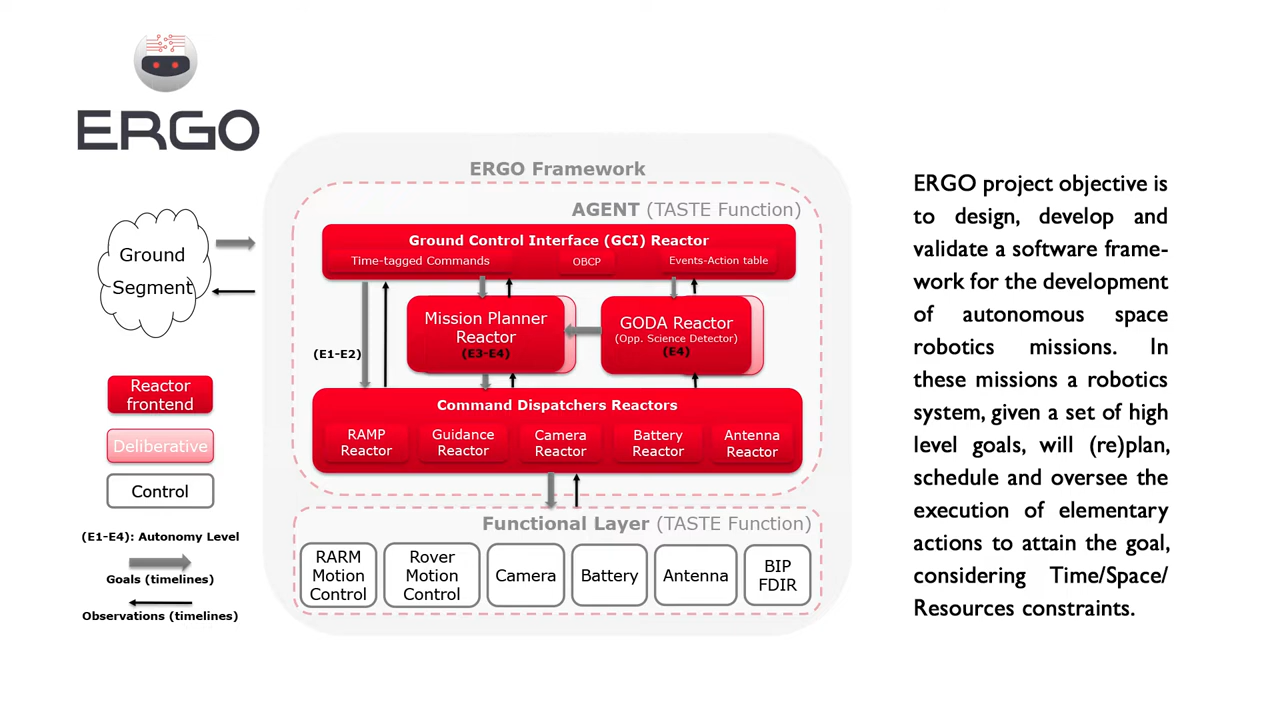 ERGO
ERGO Framework
AGENT (TASTE Function)
Ground Control Interface (GCI) Reactor
Time-tagged Commands
OBCP
Events-Action table
Ground
Segment
Mission Planner
Reactor
(E3-E4)
GODA Reactor
(Opp. Science Detector)
(E4)
(E1-E2)
Command Dispatchers Reactors
RAMP
Reactor
Guidance
Reactor
Camera
Reactor
Battery
Reactor
Antenna
Reactor
Functional Layer (TASTE Function)
RARM
Motion
Control
Rover
Motion
Control
Camera
Battery
Antenna
BIP
FDIR
Reactor
frontend
Deliberative
Control
(E1-E4): Autonomy Level
Goals (timelines)
Observations (timelines)
ERGO project objective is
to design, develop and
validate a software frame-
work for the development
of autonomous space
robotics missions. In
these missions a robotics
system, given a set of high
level goals, will (re)plan,
schedule and oversee the
execution of elementary
actions to attain the goal,
considering Time/Space/
Resources constraints.